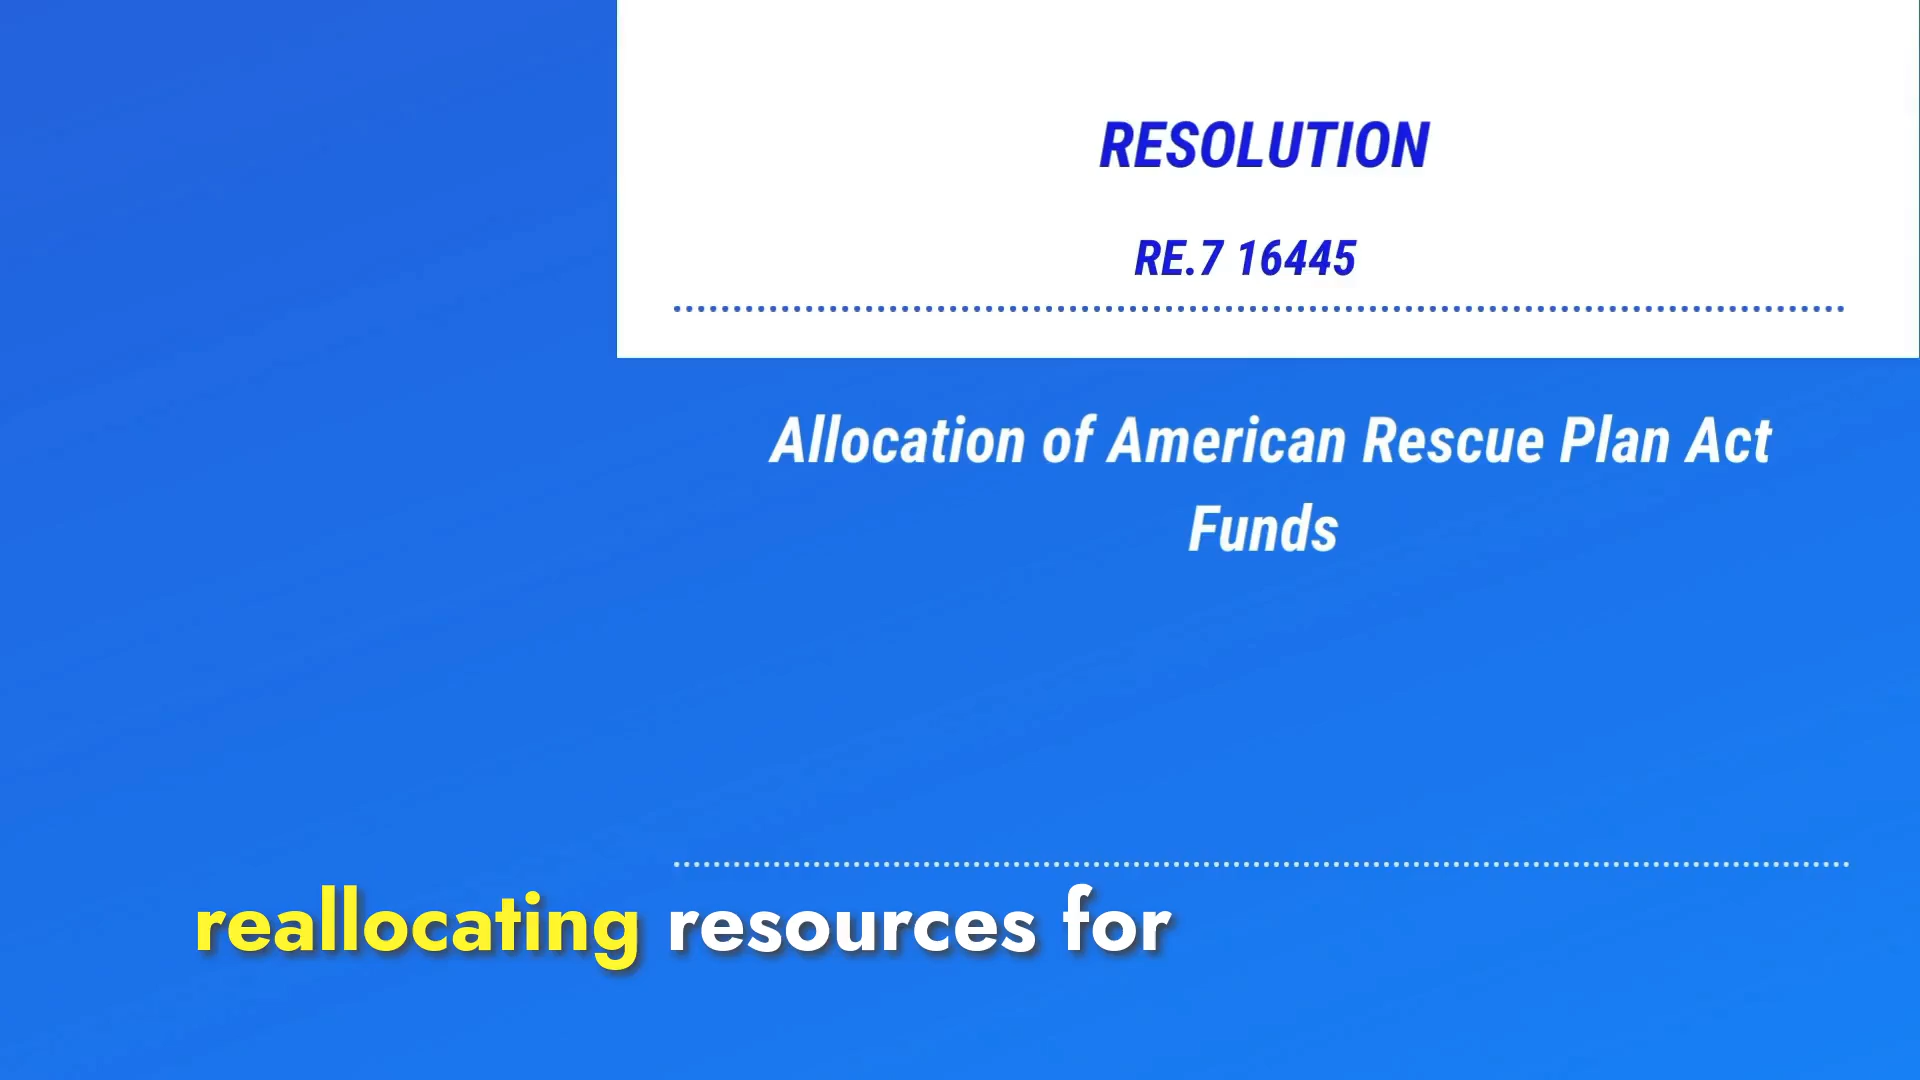 RESOLUTION
RE.7 16445
Allocation of American Rescue Plan Act
Funds
reallocating resources for